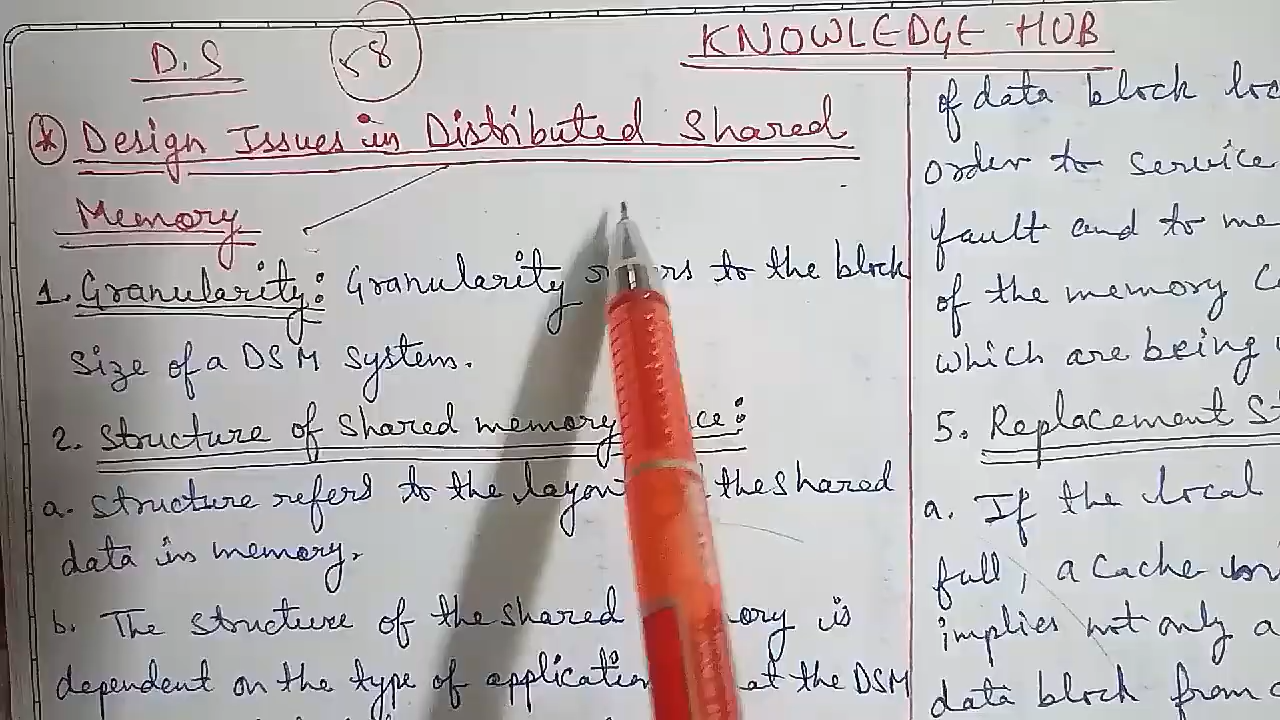 D.S
58
KNOWLEDGE HUB
* Design Issues in Distributed Shared
Memory
1. Granularity: Granularity to the block
size of a DSM system.
2. Structure of shared memory
a. Structure refers to the the shared
data in memory.
b. The structure of the shared is
dependent on the type of application the DSM
of data block
order to service
fault and to
of the memory
which are being
5. Replacement
a. If the local
full, a cache
implies not only a
data block from